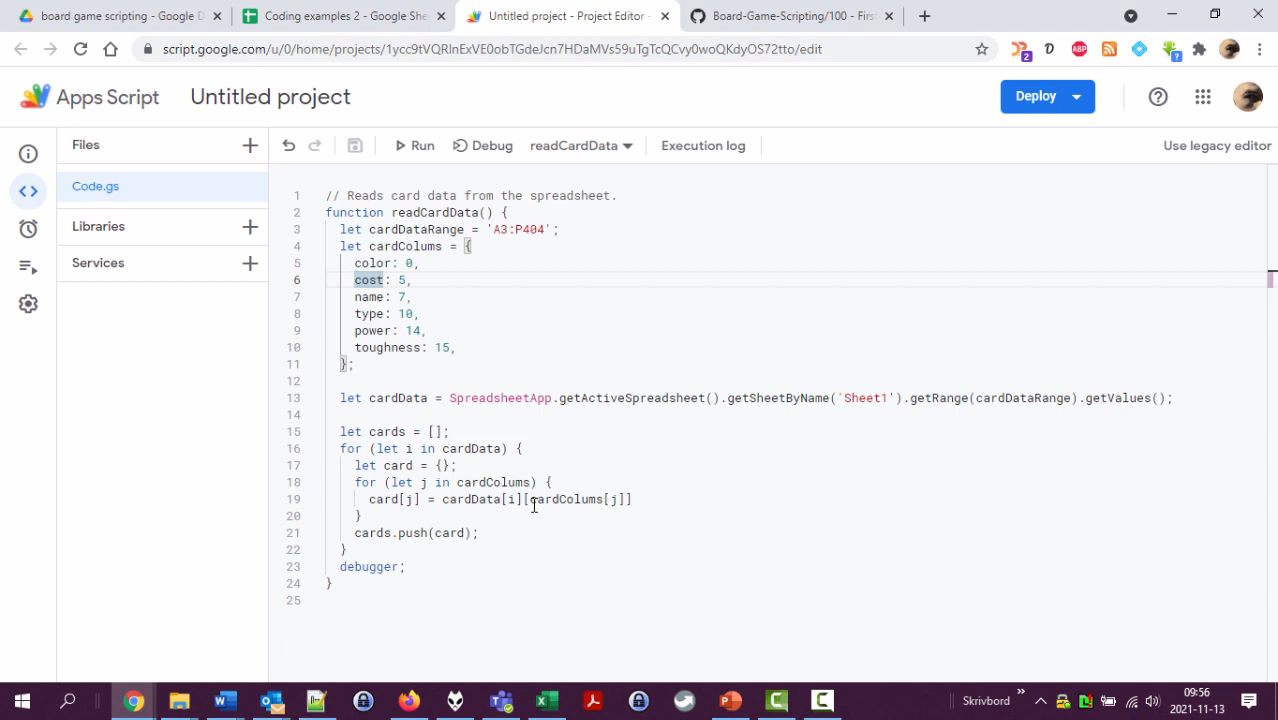 board game scripting - Google D
Coding examples 2 - Google She
Untitled project - Project Editor -
Board-Game-Scripting/100 - Firs
script.google.com/u/0/home/projects/1ycc9tVQRlnExVE0obTGdeJcn7HDaMVs59uTgTcQCvy0woQKdyOS72tto/edit
2
ABP
?
Apps Script
Untitled project
Deploy
Files
Run
Debug
readCardData
Execution log
Use legacy editor
Code.gs
Libraries
Services
1 // Reads card data from the spreadsheet.
2 function readCardData() {
3 let cardDataRange = 'A3:P404';
4 let cardColums = {
5 color: 0,
6 cost: 5,
7 name: 7,
8 type: 10,
9 power: 14,
10 toughness: 15,
11 };
12
13 let cardData = SpreadsheetApp.getActiveSpreadsheet().getSheetByName('Sheet1').getRange(cardDataRange).getValues();
14
15 let cards = [];
16 for (let i in cardData) {
17 let card = {};
18 for (let j in cardColums) {
19 card[j] = cardData[i][cardColums[j]]
20 }
21 cards.push(card);
22 }
23 debugger;
24 }
25
Skrivbord
09:56
2021-11-13